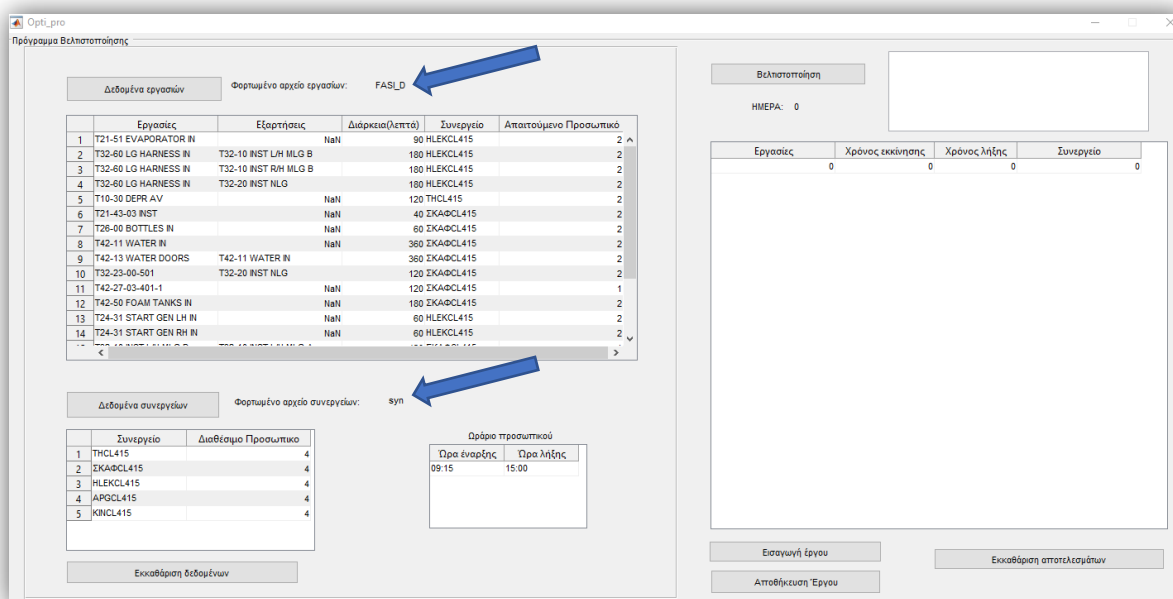 Opti_pro
Πρόγραμμα Βελτιστοποίησης
Δεδομένα εργασιών
Φορτωμένο αρχείο εργασίων:
FASI_D
Εργασίες Εξαρτήσεις Διάρκεια(λεπτά) Συνεργείο Απαιτούμενο Προσωπικό
1 T21-51 EVAPORATOR IN NaN 90 HLEKCL415 2
2 T32-60 LG HARNESS IN T32-10 INST L/H MLG B 180 HLEKCL415 2
3 T32-60 LG HARNESS IN T32-10 INST R/H MLG B 180 HLEKCL415 2
4 T32-60 LG HARNESS IN T32-20 INST NLG 180 HLEKCL415 2
5 T10-30 DEPR AV NaN 120 THCL415 2
6 T21-43-03 INST NaN 40 ΣΚΑΦCL415 2
7 T26-00 BOTTLES IN NaN 60 ΣΚΑΦCL415 2
8 T42-11 WATER IN NaN 360 ΣΚΑΦCL415 2
9 T42-13 WATER DOORS T42-11 WATER IN 360 ΣΚΑΦCL415 2
10 T32-23-00-501 T32-20 INST NLG 120 ΣΚΑΦCL415 2
11 T42-27-03-401-1 NaN 120 ΣΚΑΦCL415 1
12 T42-50 FOAM TANKS IN NaN 180 ΣΚΑΦCL415 2
13 T24-31 START GEN LH IN NaN 60 HLEKCL415 2
14 T24-31 START GEN RH IN NaN 60 HLEKCL415 2
Δεδομένα συνεργείων
Φορτωμένο αρχείο συνεργείων:
syn
Συνεργείο Διαθέσιμο Προσωπικο
1 THCL415 4
2 ΣΚΑΦCL415 4
3 HLEKCL415 4
4 APGCL415 4
5 KINCL415 4
Ωράριο προσωπικού
Ώρα έναρξης Ώρα λήξης
09:15 15:00
Εκκαθάριση δεδομένων
Βελτιστοποίηση
ΗΜΕΡΑ: 0
Εργασίες Χρόνος εκκίνησης Χρόνος λήξης Συνεργείο
0 0 0 0
Εισαγωγή έργου
Αποθήκευση Έργου
Εκκαθάριση αποτελεσμάτων